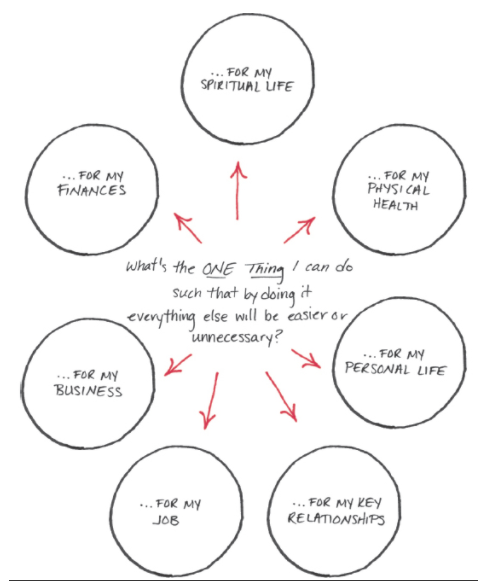 ...FOR MY
SPIRITUAL LIFE
...FOR MY
FINANCES
...FOR MY
PHYSICAL
HEALTH
What's the ONE Thing I can do
such that by doing it
everything else will be easier or
unnecessary?
...FOR MY
BUSINESS
...FOR MY
PERSONAL LIFE
...FOR MY
JOB
...FOR MY KEY
RELATIONSHIPS